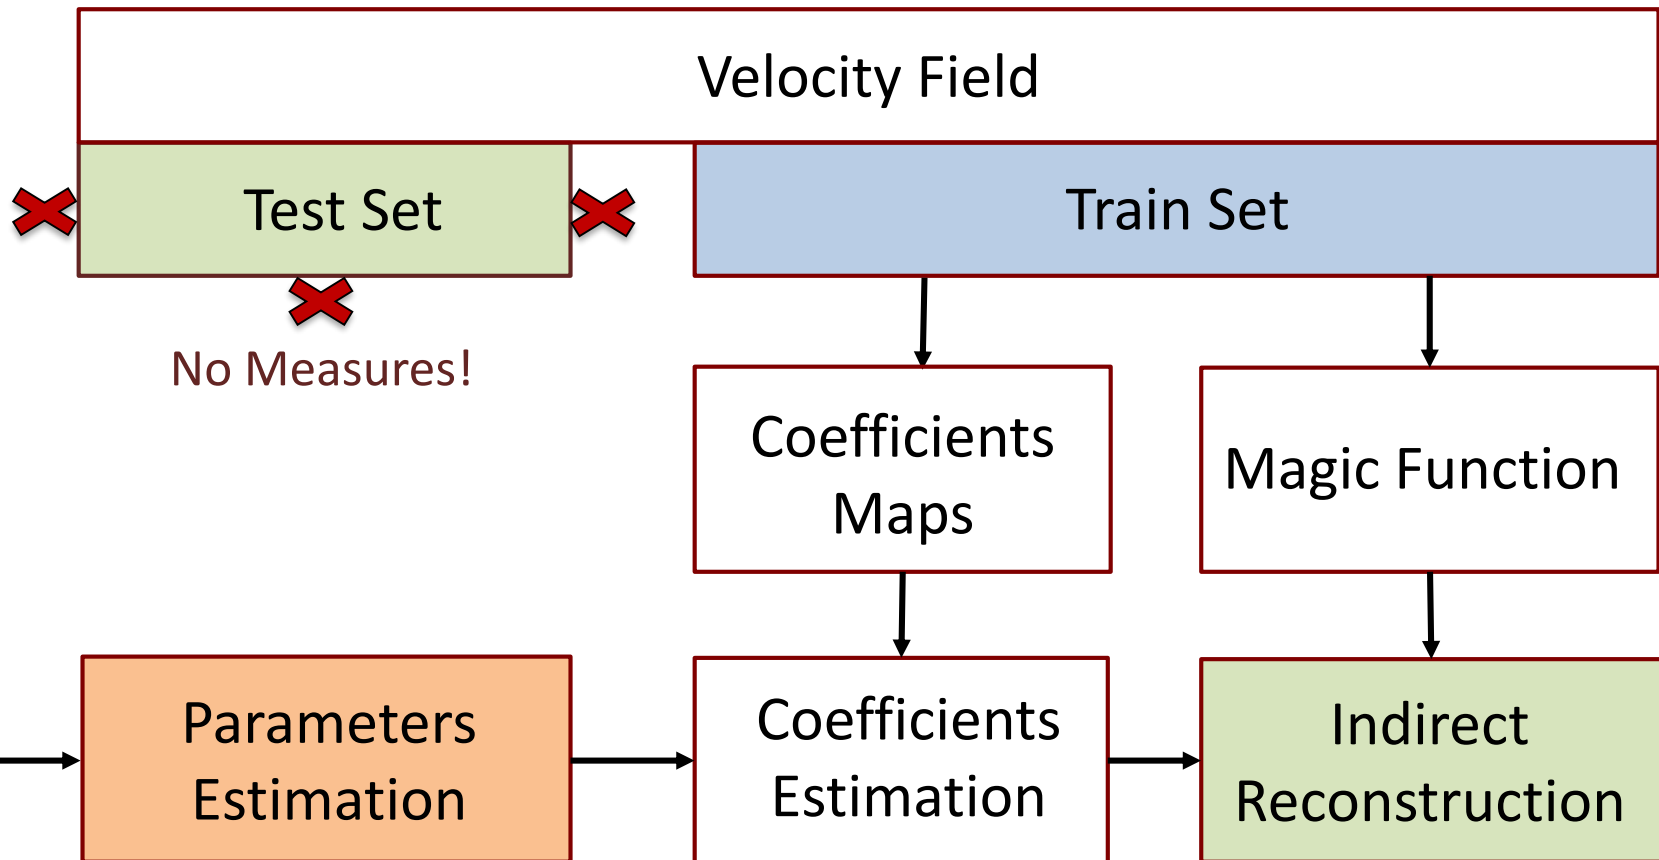 Velocity Field
Test Set
Train Set
No Measures!
Coefficients
Maps
Magic Function
Parameters
Estimation
Coefficients
Estimation
Indirect
Reconstruction